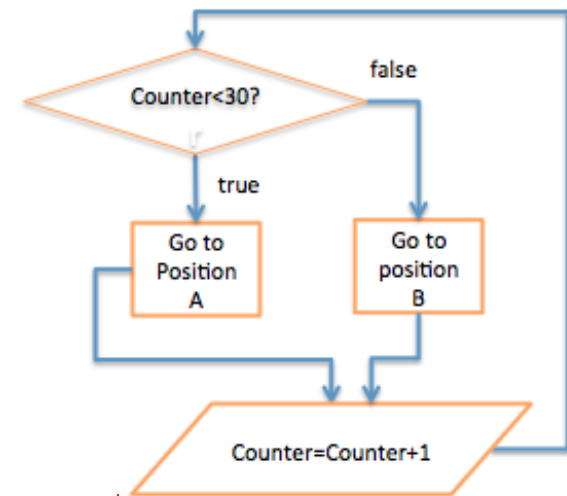 Counter<30?
false
true
Go to
Position
A
Go to
position
B
Counter=Counter+1